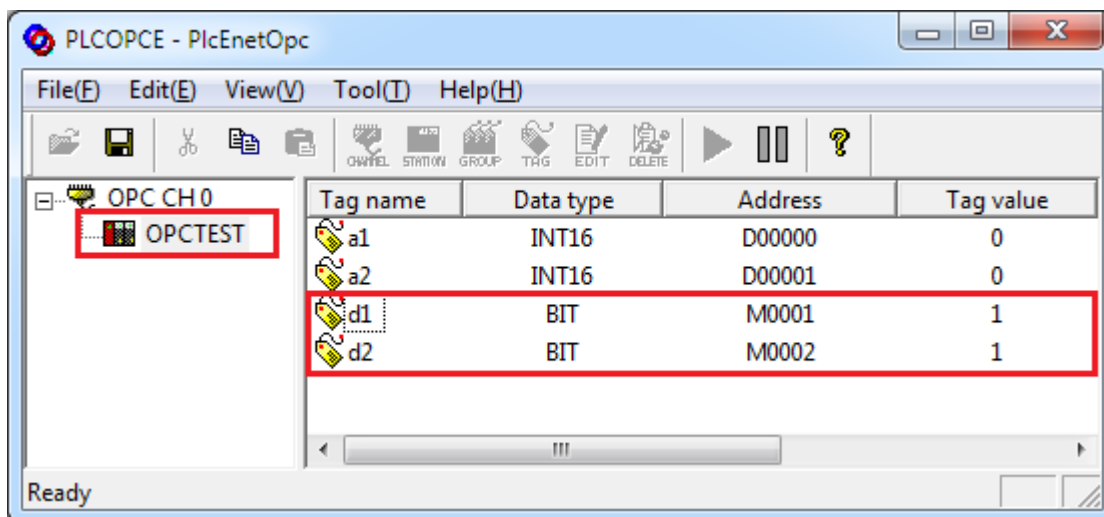 PLCOPCE - PlcEnetOpc
File(F) Edit(E) View(V) Tool(T) Help(H)
CHANNEL STATION GROUP TAG EDIT DELETE
OPC CH 0
OPCTEST
Tag name Data type Address Tag value
a1 INT16 D00000 0
a2 INT16 D00001 0
d1 BIT M0001 1
d2 BIT M0002 1
Ready